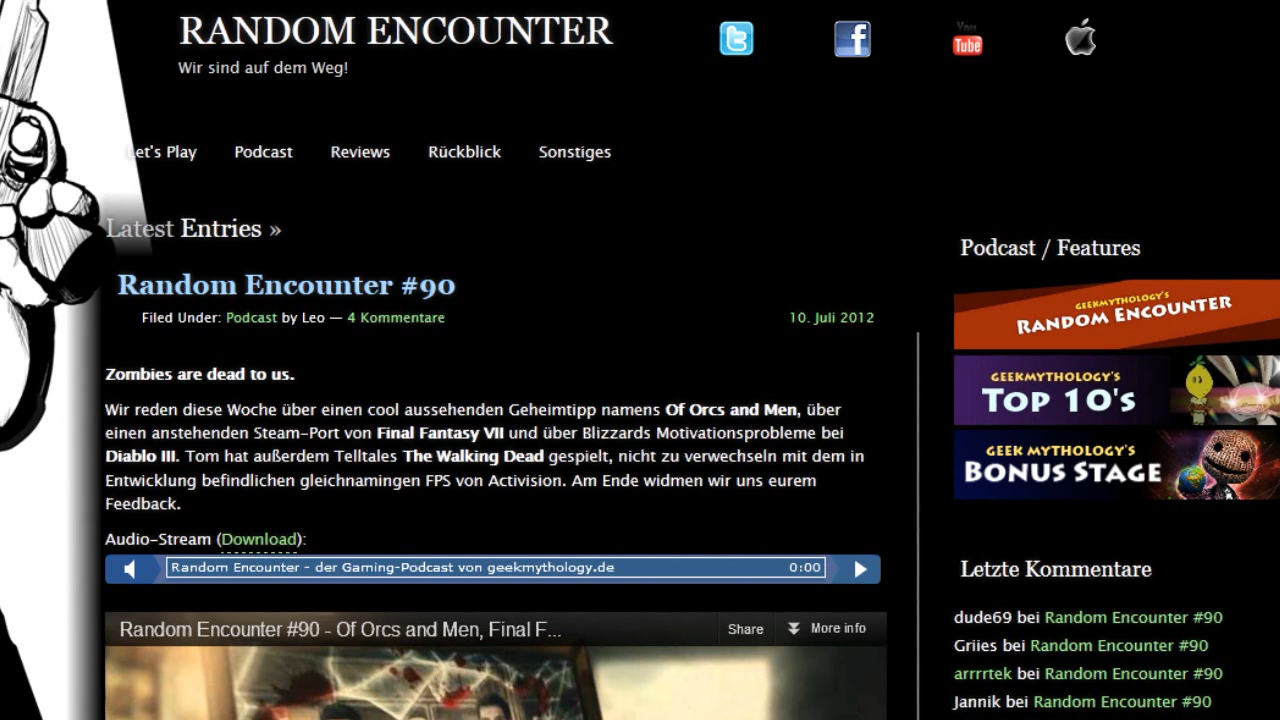 RANDOM ENCOUNTER
Wir sind auf dem Weg!
You
Tube
Let's Play Podcast Reviews Rückblick Sonstiges
Latest Entries »
Random Encounter #90
Filed Under: Podcast by Leo — 4 Kommentare 10. Juli 2012
Zombies are dead to us.
Wir reden diese Woche über einen cool aussehenden Geheimtipp namens Of Orcs and Men, über
einen anstehenden Steam-Port von Final Fantasy VII und über Blizzards Motivationsprobleme bei
Diablo III. Tom hat außerdem Telltales The Walking Dead gespielt, nicht zu verwechseln mit dem in
Entwicklung befindlichen gleichnamingen FPS von Activision. Am Ende widmen wir uns eurem
Feedback.
Audio-Stream (Download):
Random Encounter - der Gaming-Podcast von geekmythology.de 0:00
Random Encounter #90 - Of Orcs and Men, Final F... Share More info
Podcast / Features
GEEKMYTHOLOGY'S
RANDOM ENCOUNTER
GEEKMYTHOLOGY'S
TOP 10'S
GEEK MYTHOLOGY'S
BONUS STAGE
Letzte Kommentare
dude69 bei Random Encounter #90
Griies bei Random Encounter #90
arrrrtek bei Random Encounter #90
Jannik bei Random Encounter #90